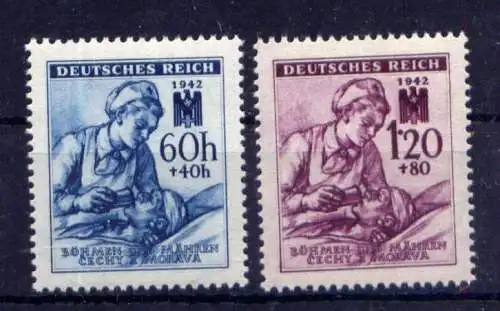 DEUTSCHES REICH
1942
60h
+40h
BÖHMEN UND MÄHREN
ČECHY A MORAVA
DEUTSCHES REICH
1942
1.20
+80
BÖHMEN UND MÄHREN
ČECHY A MORAVA